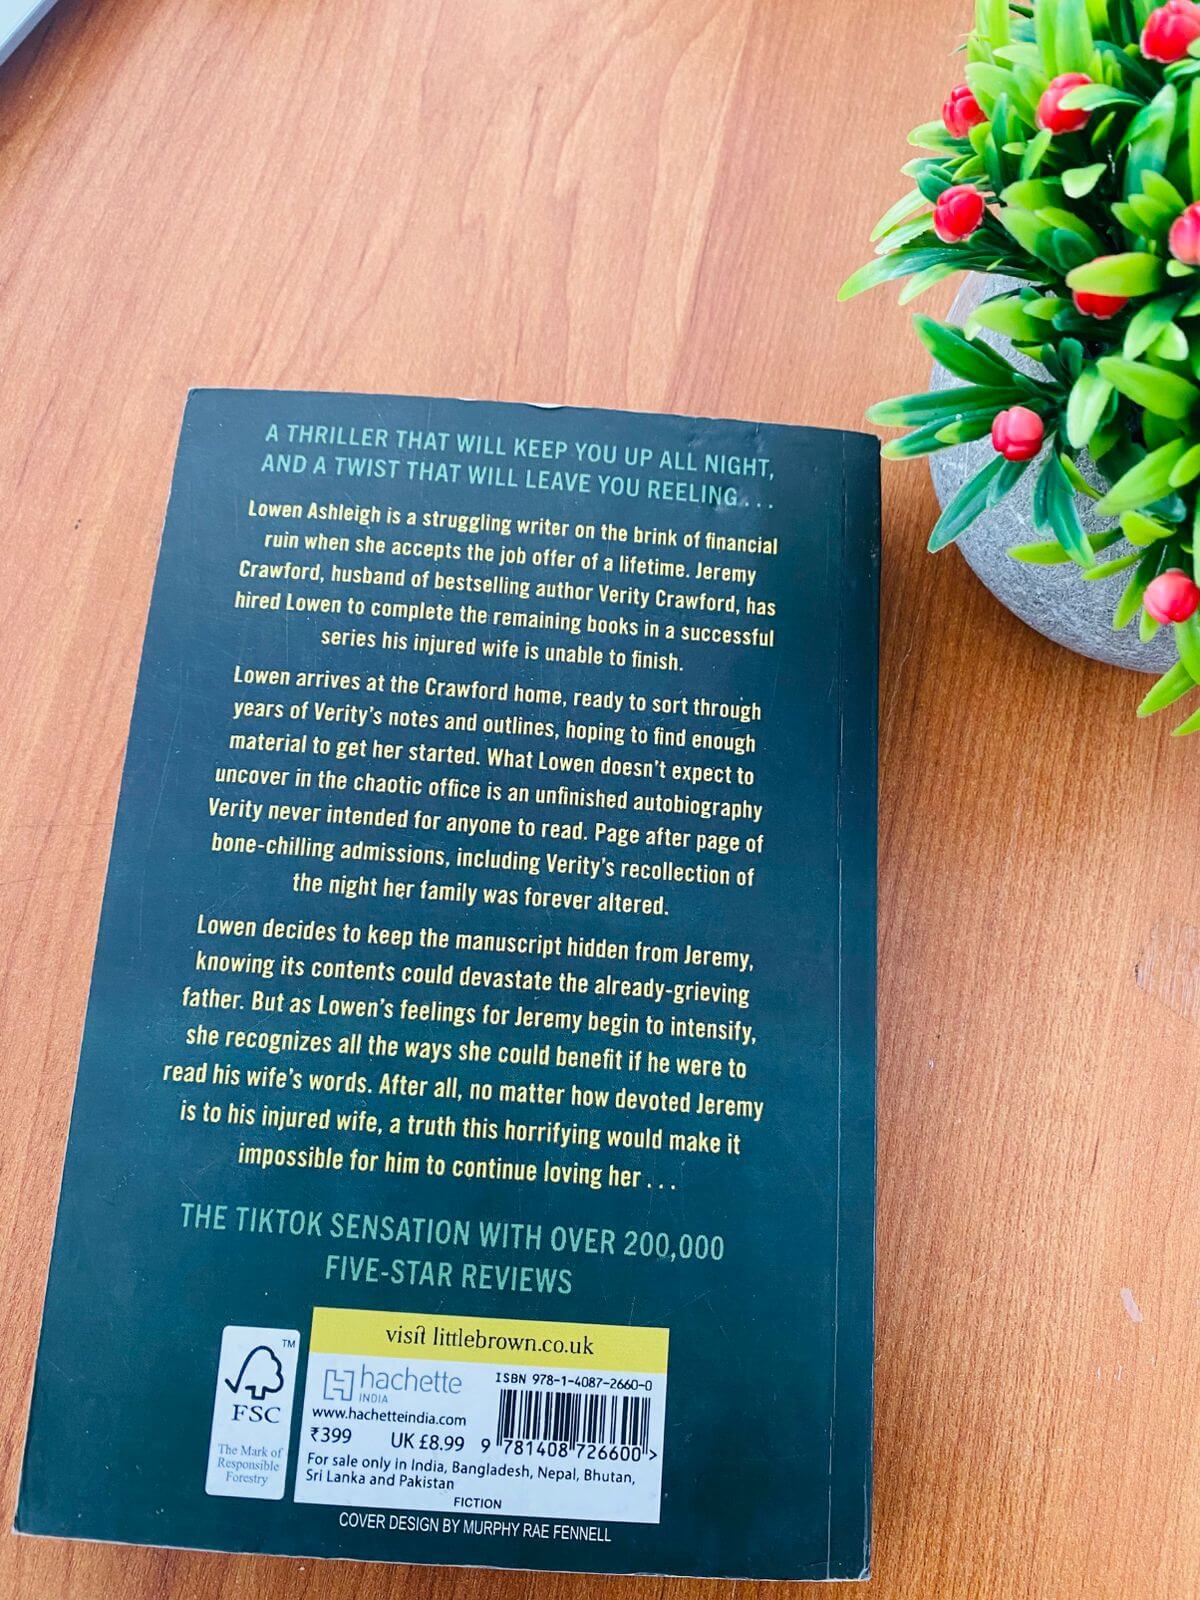 A THRILLER THAT WILL KEEP YOU UP ALL NIGHT,
AND A TWIST THAT WILL LEAVE YOU REELING...
Lowen Ashleigh is a struggling writer on the brink of financial
ruin when she accepts the job offer of a lifetime. Jeremy
Crawford, husband of bestselling author Verity Crawford, has
hired Lowen to complete the remaining books in a successful
series his injured wife is unable to finish.
Lowen arrives at the Crawford home, ready to sort through
years of Verity's notes and outlines, hoping to find enough
material to get her started. What Lowen doesn't expect to
uncover in the chaotic office is an unfinished autobiography
Verity never intended for anyone to read. Page after page of
bone-chilling admissions, including Verity's recollection of
the night her family was forever altered.
Lowen decides to keep the manuscript hidden from Jeremy,
knowing its contents could devastate the already-grieving
father. But as Lowen's feelings for Jeremy begin to intensify,
she recognizes all the ways she could benefit if he were to
read his wife's words. After all, no matter how devoted Jeremy
is to his injured wife, a truth this horrifying would make it
impossible for him to continue loving her...
THE TIKTOK SENSATION WITH OVER 200,000
FIVE-STAR REVIEWS
TM
FSC
The Mark of
Responsible
Forestry
visit littlebrown.co.uk
hachette
INDIA
www.hachetteindia.com
₹399 UK £8.99
ISBN 978-1-4087-2660-0
9 781408 726600 >
For sale only in India, Bangladesh, Nepal, Bhutan,
Sri Lanka and Pakistan
FICTION
COVER DESIGN BY MURPHY RAE FENNELL